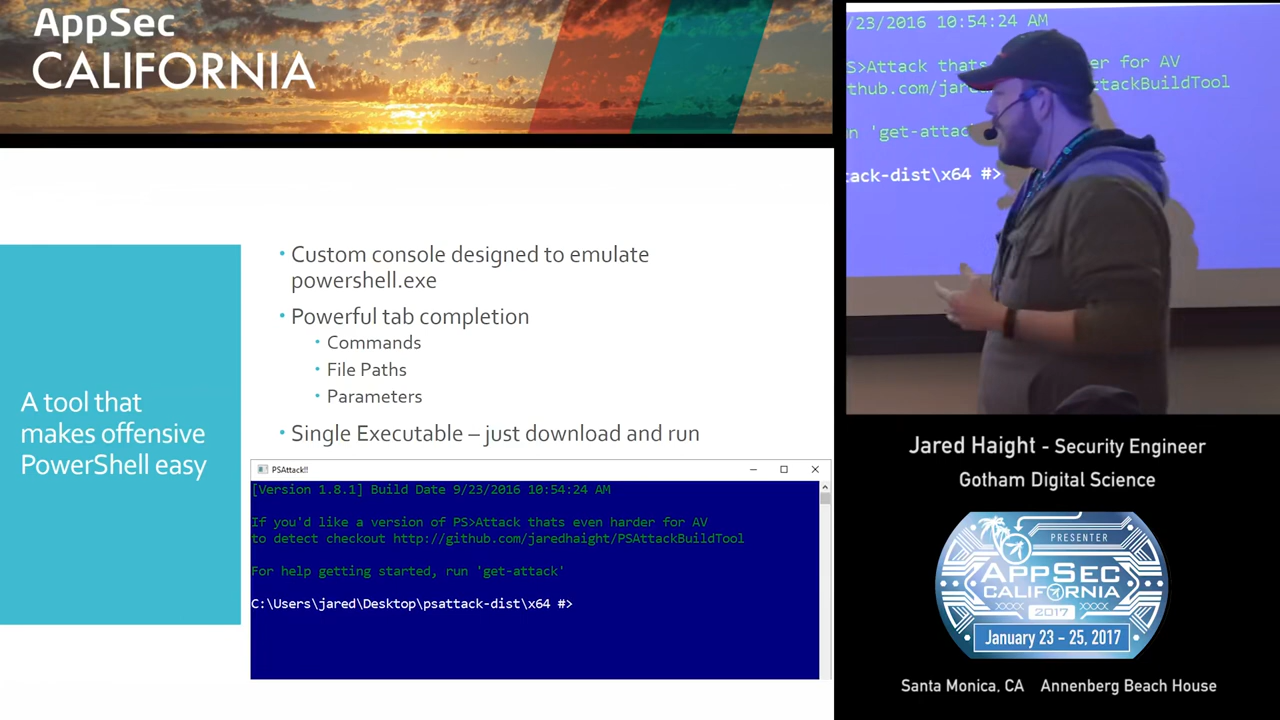 AppSec
CALIFORNIA
A tool that
makes offensive
PowerShell easy
• Custom console designed to emulate
powershell.exe
• Powerful tab completion
• Commands
• File Paths
• Parameters
• Single Executable – just download and run
PSAttack!!
[Version 1.8.1] Build Date 9/23/2016 10:54:24 AM
If you'd like a version of PS>Attack thats even harder for AV
to detect checkout http://github.com/jaredhaight/PSAttackBuildTool
For help getting started, run 'get-attack'
C:\Users\jared\Desktop\psattack-dist\x64 #>
/23/2016 10:54:24 AM
S>Attack thats er for AV
thub.com/jare ttackBuildTool
n 'get-attac
tack-dist\x64 #>
Jared Haight - Security Engineer
Gotham Digital Science
PRESENTER
APPSEC
CALIFORNIA
2017
January 23 - 25, 2017
Santa Monica, CA Annenberg Beach House